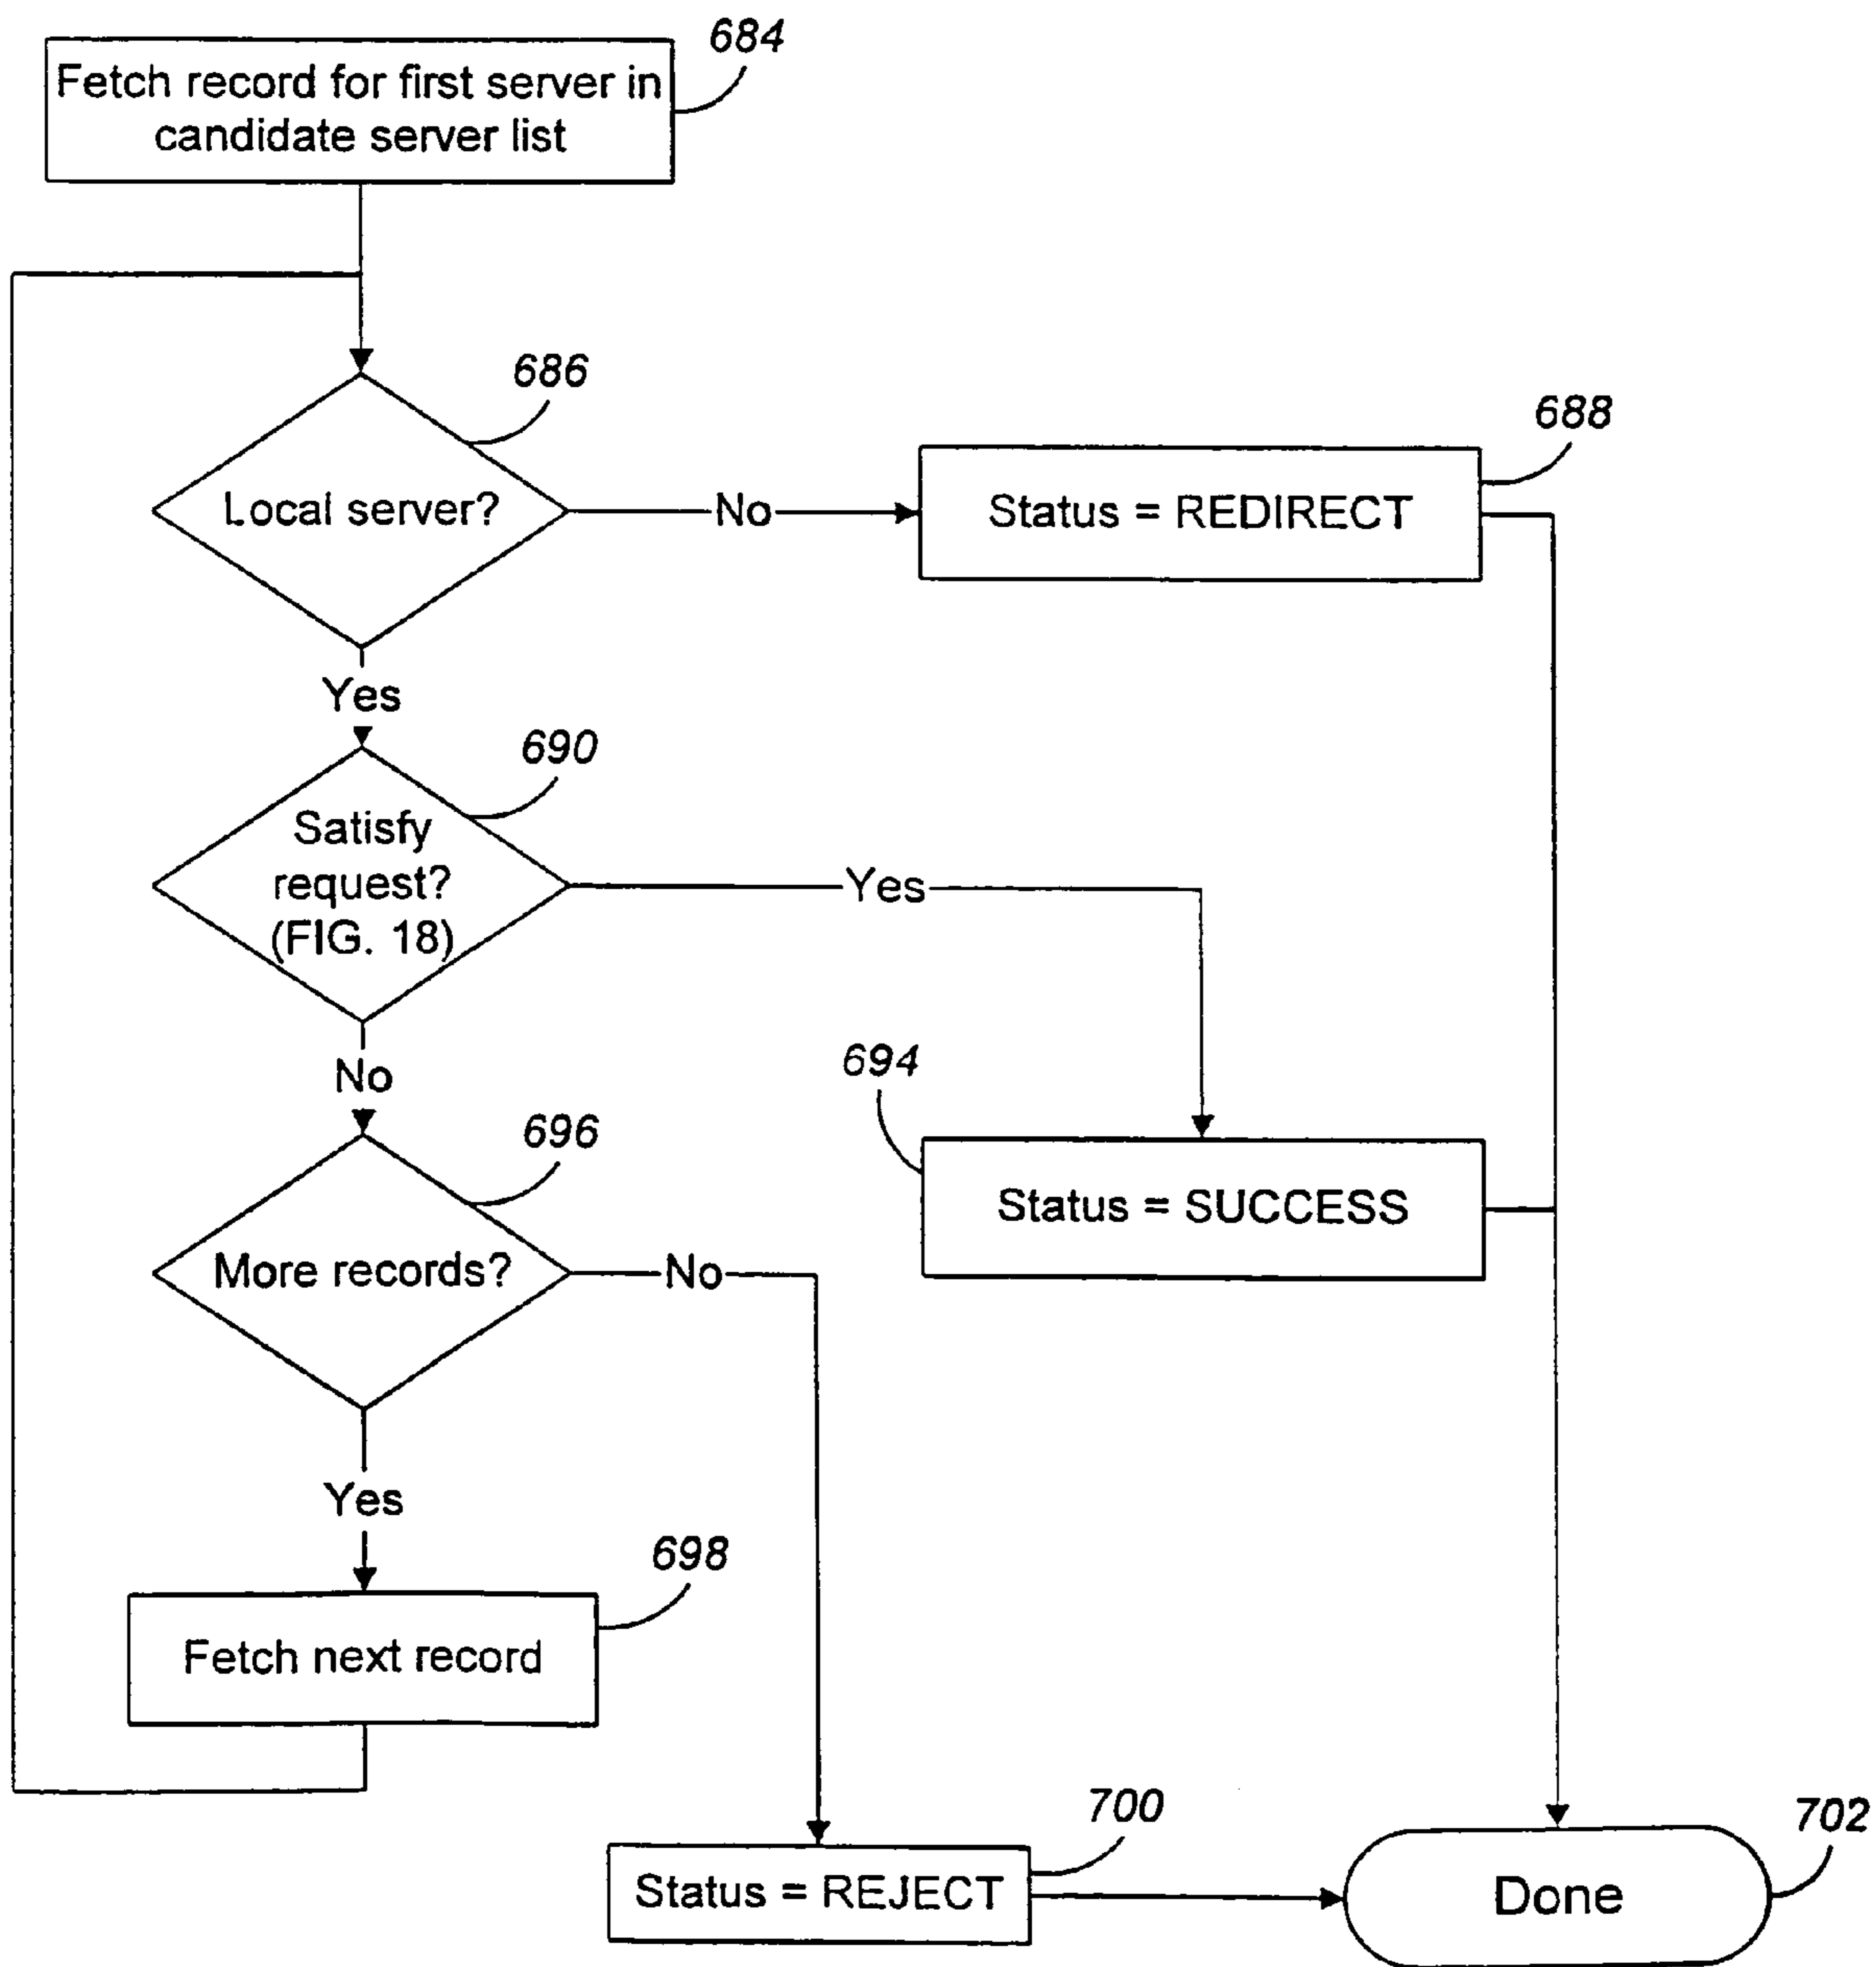 684
Fetch record for first server in
candidate server list
686
Local server?
No
688
Status = REDIRECT
Yes
690
Satisfy
request?
(FIG. 18)
Yes
No
694
Status = SUCCESS
696
More records?
No
Yes
698
Fetch next record
700
Status = REJECT
702
Done